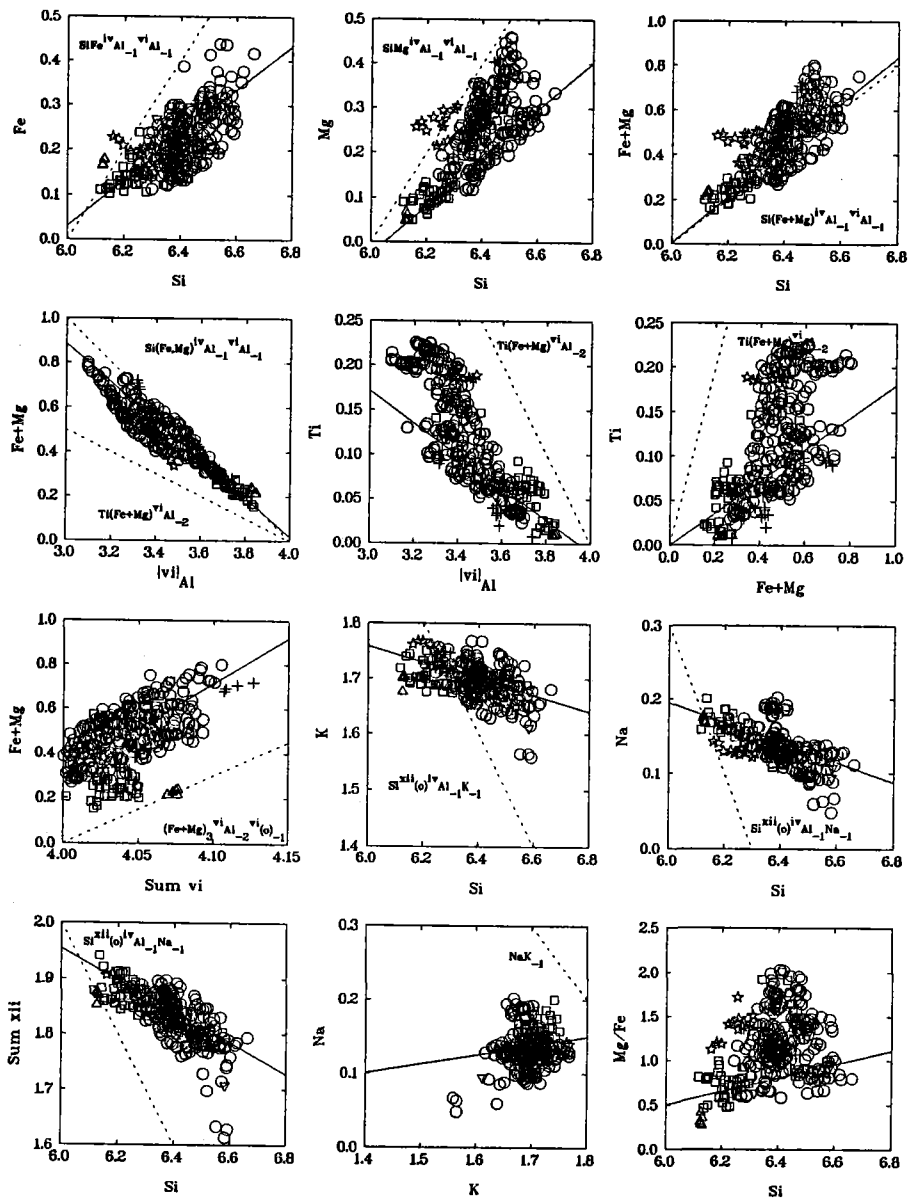 0.5
0.4
0.3
0.2
0.1
0.0
Fe
SiFe^{iv}Al_{-1}^{vi}Al_{-1}
6.0 6.2 6.4 6.6 6.8
Si
0.5
0.4
0.3
0.2
0.1
0.0
Mg
SiMg^{iv}Al_{-1}^{vi}Al_{-1}
6.0 6.2 6.4 6.6 6.8
Si
1.0
0.8
0.6
0.4
0.2
0.0
Fe+Mg
Si(Fe+Mg)^{iv}Al_{-1}^{vi}Al_{-1}
6.0 6.2 6.4 6.6 6.8
Si
1.0
0.8
0.6
0.4
0.2
0.0
Fe+Mg
Si(Fe,Mg)^{iv}Al_{-1}^{vi}Al_{-1}
Ti(Fe+Mg)^{vi}Al_{-2}
3.0 3.2 3.4 3.6 3.8 4.0
[vi]_{Al}
0.25
0.20
0.15
0.10
0.05
0.00
Ti
Ti(Fe+Mg)^{vi}Al_{-2}
3.0 3.2 3.4 3.6 3.8 4.0
[vi]_{Al}
0.25
0.20
0.15
0.10
0.05
0.00
Ti
Ti(Fe+Mg)^{vi}Al_{-2}
0.0 0.2 0.4 0.6 0.8 1.0
Fe+Mg
1.0
0.8
0.6
0.4
0.2
0.0
Fe+Mg
(Fe+Mg)_{3}^{vi}Al_{-2}^{vi}(o)_{-1}
4.00 4.05 4.10 4.15
Sum vi
1.8
1.7
1.6
1.5
1.4
K
Si^{xii}(o)^{iv}Al_{-1}K_{-1}
6.0 6.2 6.4 6.6 6.8
Si
0.3
0.2
0.1
0.0
Na
Si^{xii}(o)^{iv}Al_{-1}Na_{-1}
6.0 6.2 6.4 6.6 6.8
Si
2.0
1.9
1.8
1.7
1.6
Sum xii
Si^{xii}(o)^{iv}Al_{-1}Na_{-1}
6.0 6.2 6.4 6.6 6.8
Si
0.3
0.2
0.1
0.0
Na
NaK_{-1}
1.4 1.5 1.6 1.7 1.8
K
2.5
2.0
1.5
1.0
0.5
0.0
Mg/Fe
6.0 6.2 6.4 6.6 6.8
Si